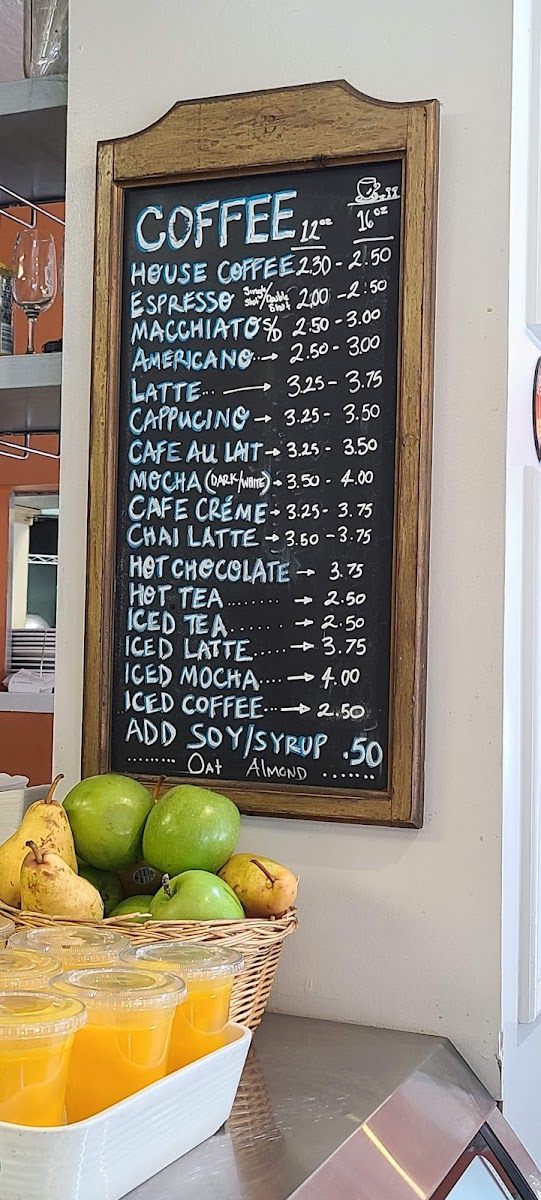 COFFEE 12oz 16oz
HOUSE COFFEE 2.30 - 2.50
ESPRESSO Single Shot/Double Shot 2.00 - 2.50
MACCHIATO S/D 2.50 - 3.00
AMERICANO...→ 2.50 - 3.00
LATTE... → 3.25 - 3.75
CAPPUCINO → 3.25 - 3.50
CAFE AU LAIT → 3.25 - 3.50
MOCHA (DARK/WHITE) → 3.50 - 4.00
CAFE CRÉME → 3.25 - 3.75
CHAI LATTE → 3.50 - 3.75
HOT CHOCOLATE → 3.75
HOT TEA........ → 2.50
ICED TEA...... → 2.50
ICED LATTE..... → 3.75
ICED MOCHA.... → 4.00
ICED COFFEE... → 2.50
ADD SOY/SYRUP .50
......... Oat ALMOND .......